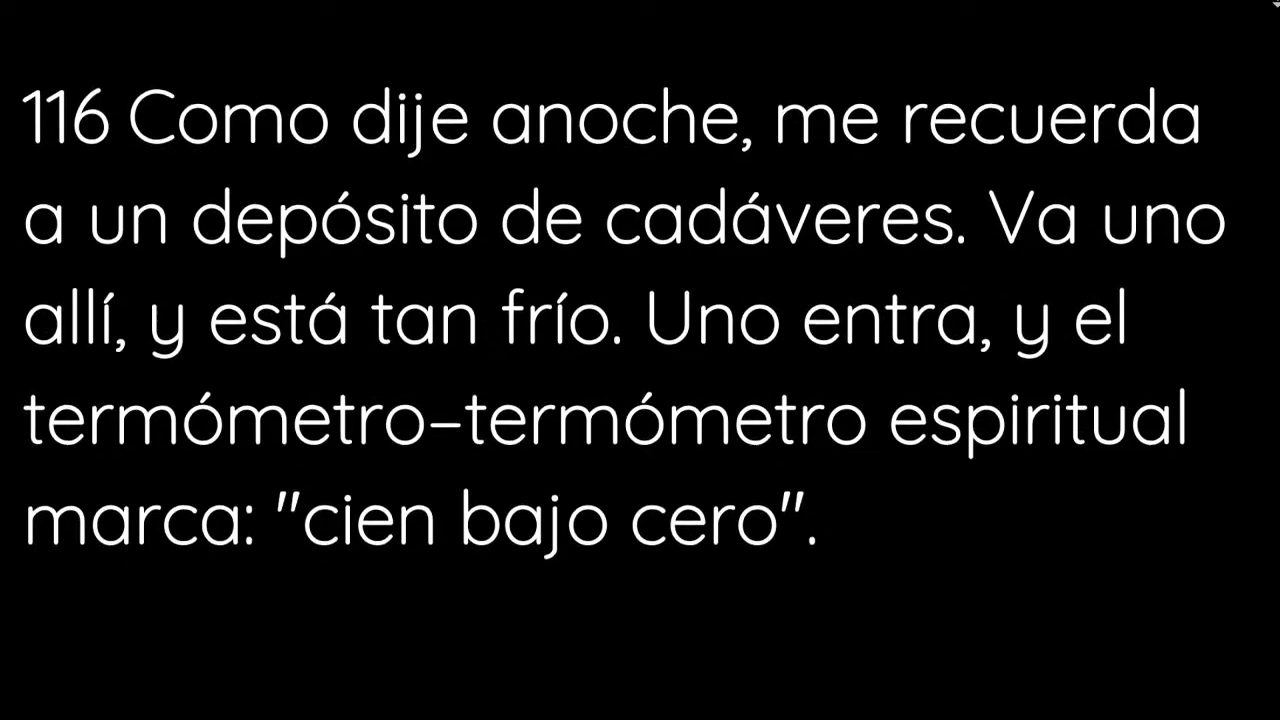 116 Como dije anoche, me recuerda
a un depósito de cadáveres. Va uno
allí, y está tan frío. Uno entra, y el
termómetro–termómetro espiritual
marca: "cien bajo cero".